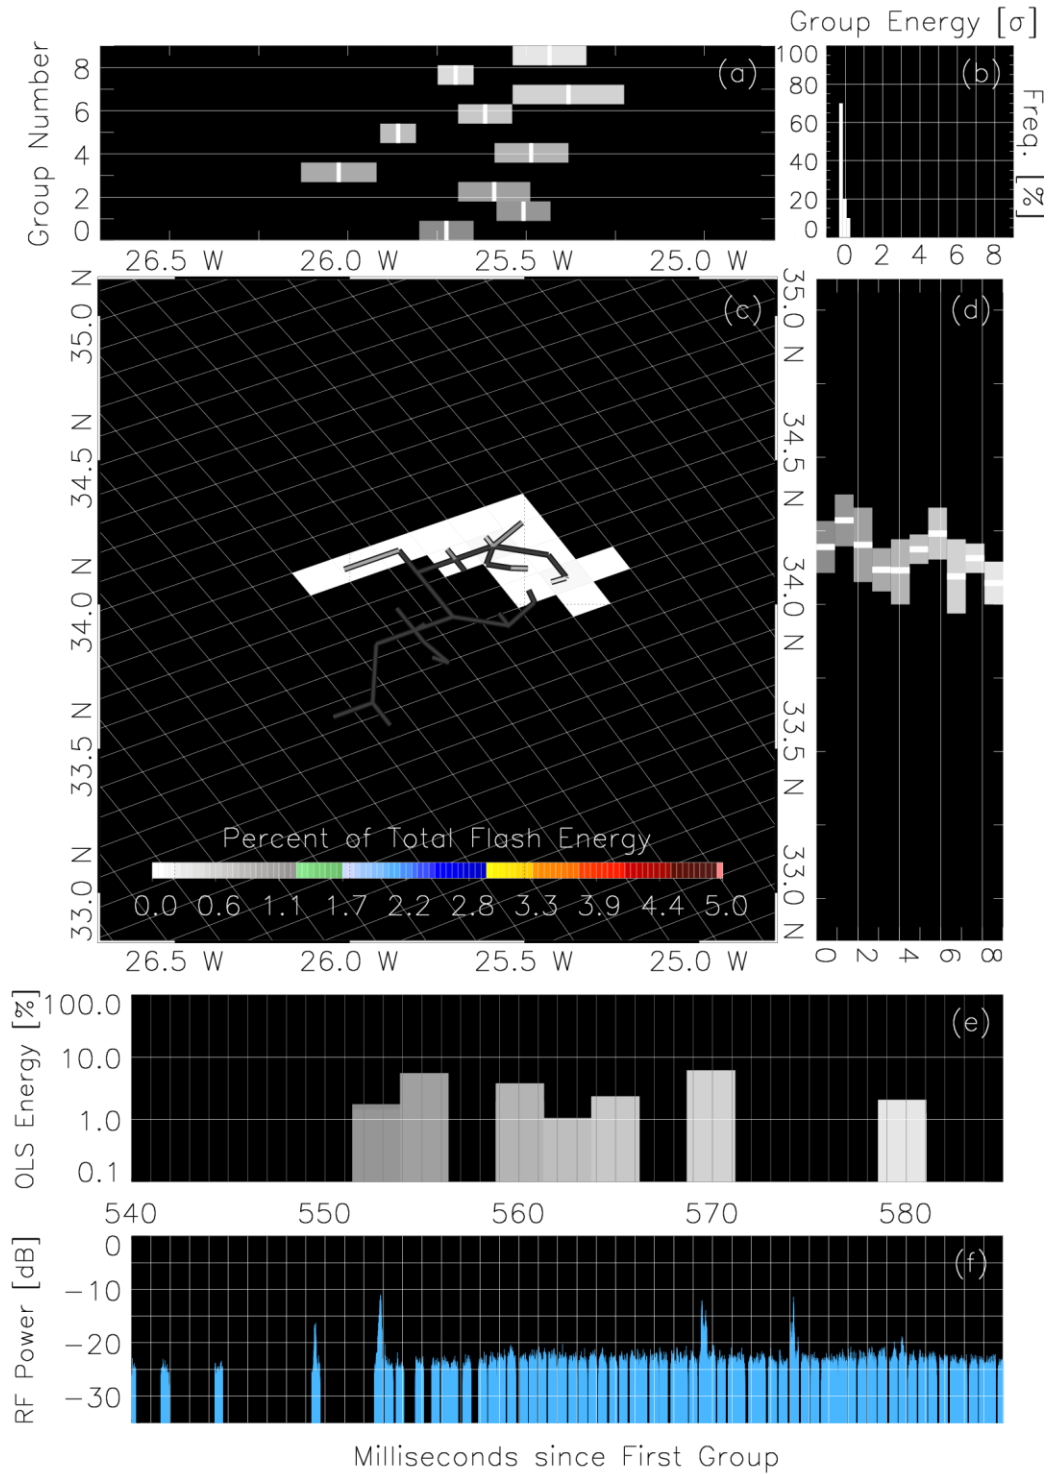 Group Energy [σ]
Group Number
8
6
4
2
0
(a)
26.5 W
26.0 W
25.5 W
25.0 W
100
80
60
40
20
0
(b)
Freq. [%]
0 2 4 6 8
35.0 N
34.5 N
34.0 N
33.5 N
33.0 N
(c)
Percent of Total Flash Energy
0.0 0.6 1.1 1.7 2.2 2.8 3.3 3.9 4.4 5.0
26.5 W
26.0 W
25.5 W
25.0 W
35.0 N
34.5 N
34.0 N
33.5 N
33.0 N
(d)
0 2 4 6 8
OLS Energy [%]
100.0
10.0
1.0
0.1
(e)
540 550 560 570 580
RF Power [dB]
0
−10
−20
−30
(f)
Milliseconds since First Group